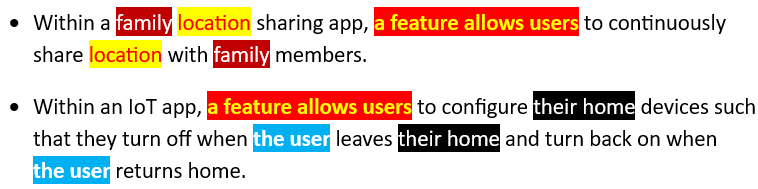 • Within a family location sharing app, a feature allows users to continuously
share location with family members.
• Within an IoT app, a feature allows users to configure their home devices such
that they turn off when the user leaves their home and turn back on when
the user returns home.